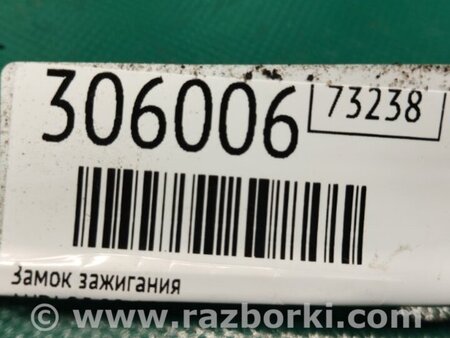 306006 73238
Замок зажигания
www.razborki.com